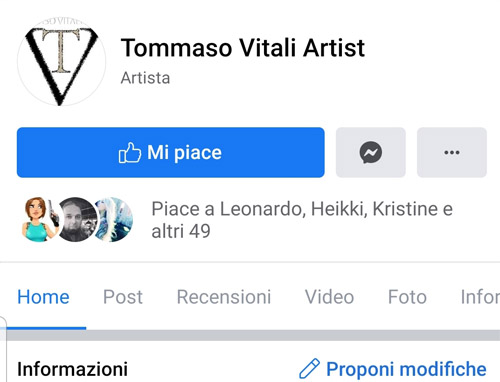 Tommaso Vitali Artist
Artista
Mi piace
Piace a Leonardo, Heikki, Kristine e
altri 49
Home Post Recensioni Video Foto Infor
Informazioni Proponi modifiche